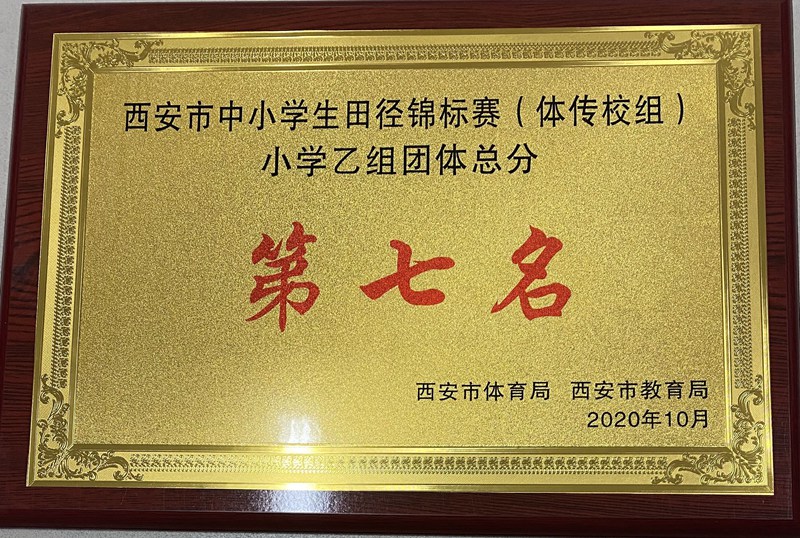 西安市中小学生田径锦标赛（体传校组）
小学乙组团体总分
第七名
西安市体育局 西安市教育局
2020年10月